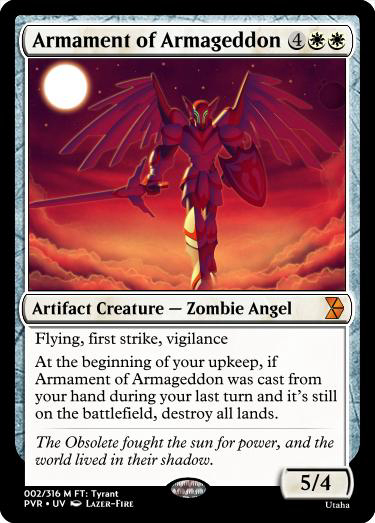 Armament of Armageddon 4
Artifact Creature — Zombie Angel
Flying, first strike, vigilance
At the beginning of your upkeep, if
Armament of Armageddon was cast from
your hand during your last turn and it's still
on the battlefield, destroy all lands.
The Obsolete fought the sun for power, and the
world lived in their shadow.
5/4
002/316 M FT: Tyrant
PVR • UV Lazer-Fire
Utaha